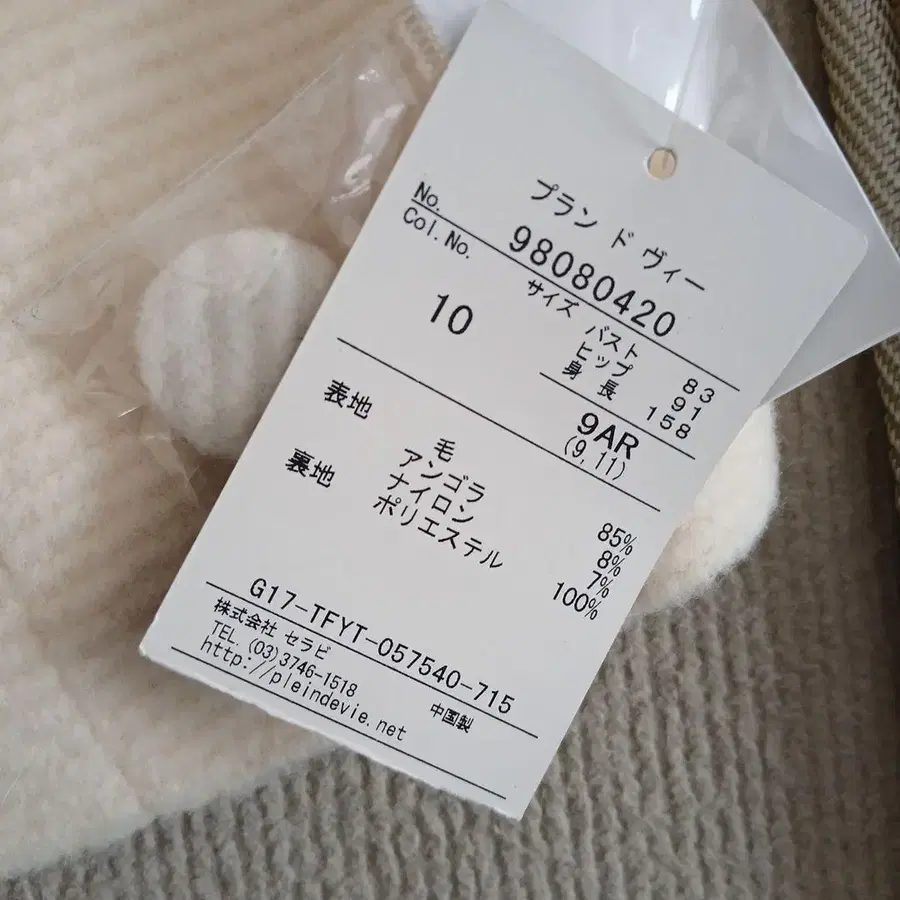 プラン ド ヴィー
No. 98080420
Col.No. サイズ バスト 83
10 ヒップ 91
身 長 158
9AR
(9,11)
表地 毛 85%
アンゴラ 8%
ナイロン 7%
裏地 ポリエステル 100%
G17-TFYT-057540-715
株式会社 セラビ
TEL. (03)3746-1518 中国製
http://pleindevie.net